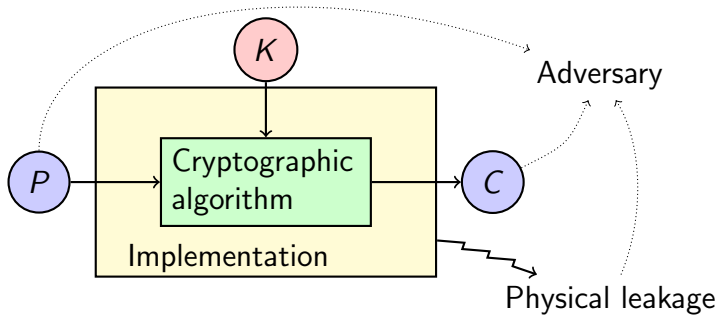 K
Adversary
Cryptographic
algorithm
P
C
Implementation
Physical leakage